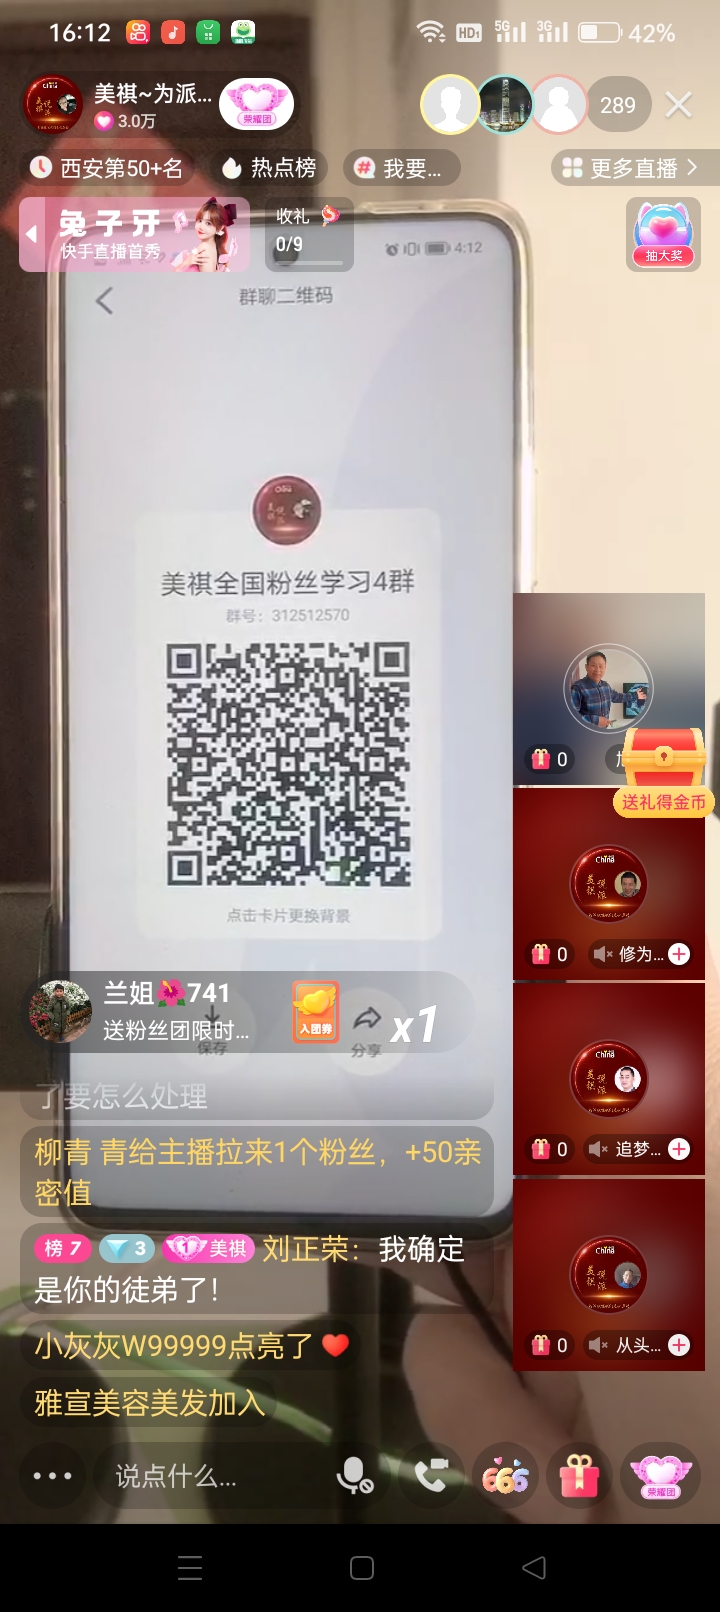 16:12
HD1
5G
3G
42%
美祺~为派...
3.0万
荣耀团
289
西安第50+名
热点榜
我要...
更多直播
兔子牙
快手直播首秀
收礼
0/9
抽大奖
4:12
群聊二维码
美祺全国粉丝学习4群
群号：312512570
点击卡片更换背景
0
送礼得金币
China
0
修为...
China
0
追梦...
China
0
从头...
兰姐🌺741
送粉丝团限时...
入团券
x1
保存
分享
了要怎么处理
柳青 青给主播拉来1个粉丝，+50亲
密值
榜 7
3
1
美祺
刘正荣：我确定
是你的徒弟了！
小灰灰W99999点亮了
雅宣美容美发加入
说点什么...
666
荣耀团